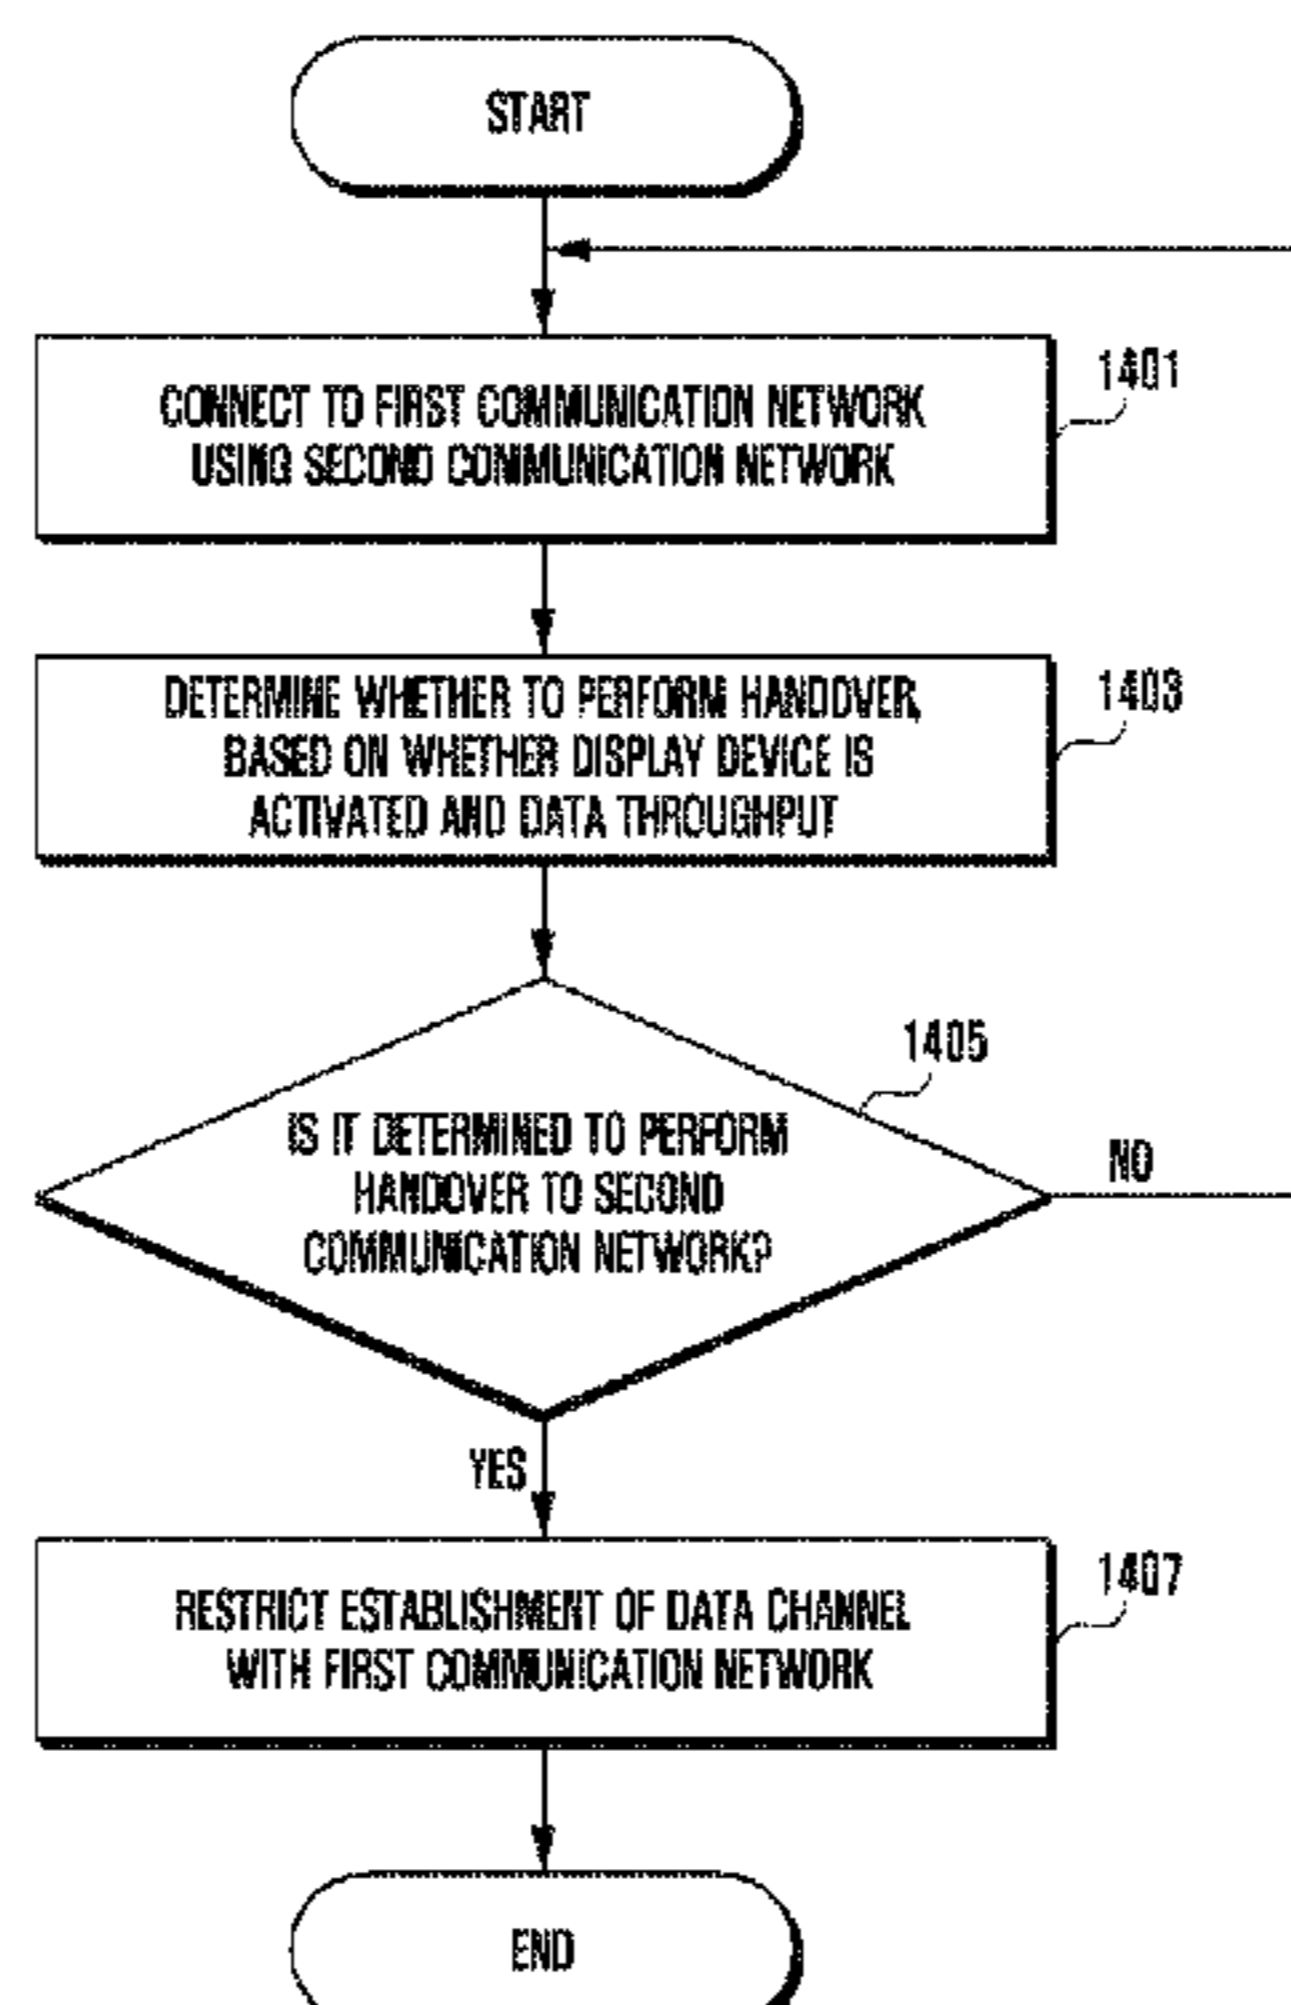 START
CONNECT TO FIRST COMMUNICATION NETWORK
USING SECOND COMMUNICATION NETWORK
1401
DETERMINE WHETHER TO PERFORM HANDOVER,
BASED ON WHETHER DISPLAY DEVICE IS
ACTIVATED AND DATA THROUGHPUT
1403
1405
IS IT DETERMINED TO PERFORM
HANDOVER TO SECOND
COMMUNICATION NETWORK?
NO
YES
RESTRICT ESTABLISHMENT OF DATA CHANNEL
WITH FIRST COMMUNICATION NETWORK
1407
END